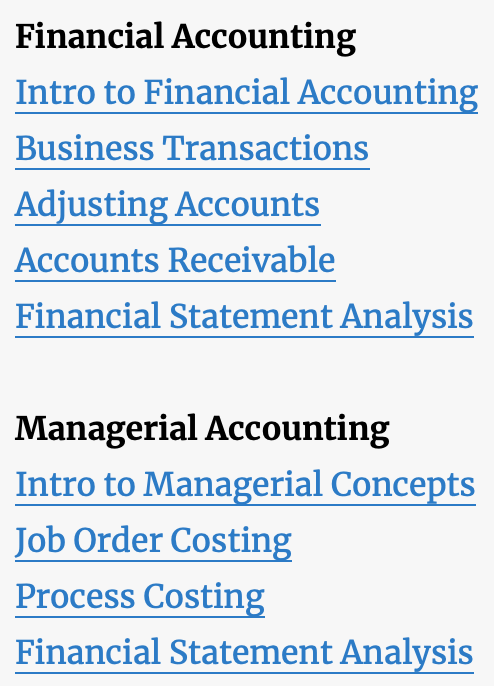 Financial Accounting
Intro to Financial Accounting
Business Transactions
Adjusting Accounts
Accounts Receivable
Financial Statement Analysis
Managerial Accounting
Intro to Managerial Concepts
Job Order Costing
Process Costing
Financial Statement Analysis